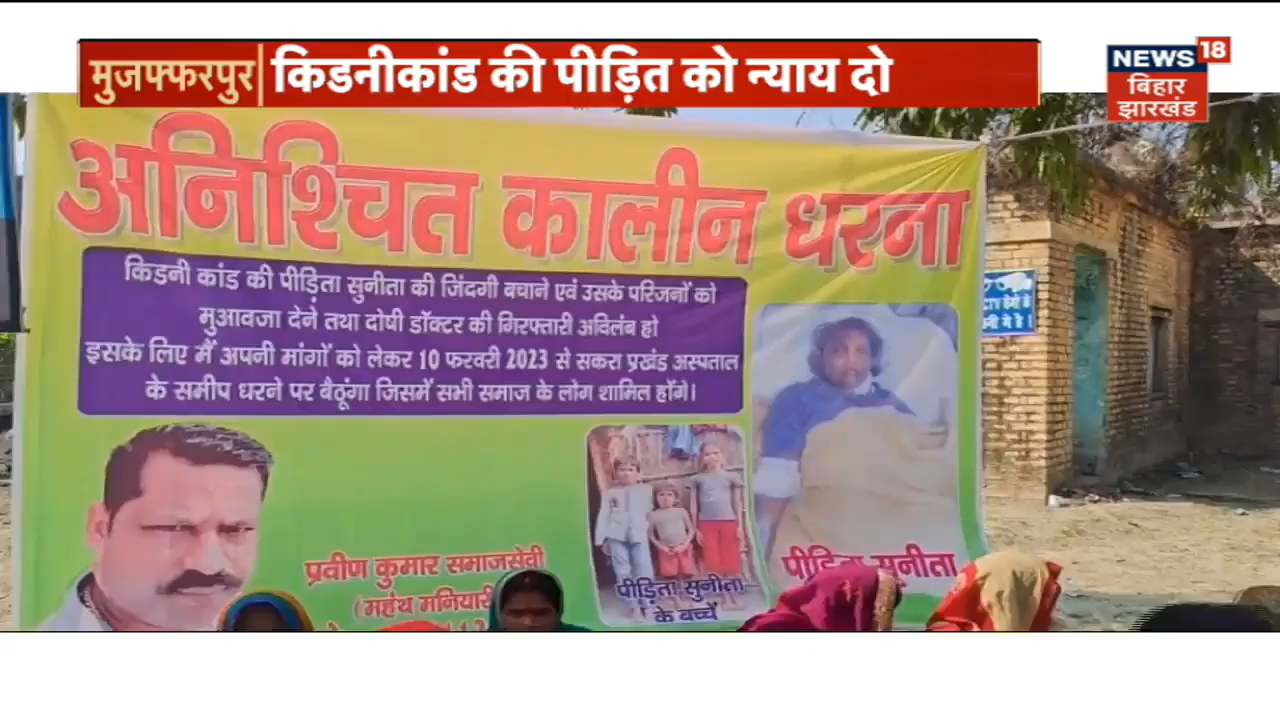 मुजफ्फरपुर किडनीकांड की पीड़ित को न्याय दो
NEWS 18
बिहार
झारखंड
अनिश्चित कालीन धरना
किडनी कांड की पीड़िता सुनीता की जिंदगी बचाने एवं उसके परिजनों को
मुआवजा देने तथा दोषी डॉक्टर की गिरफ्तारी अविलंब हो
इसके लिए मैं अपनी मांगों को लेकर 10 फरवरी 2023 से सकरा प्रखंड अस्पताल
के समीप धरने पर बैठूंगा जिसमें सभी समाज के लोग शामिल होंगे।
प्रवीण कुमार समाजसेवी
(महंथ मनियारी
पीड़िता सुनीता
के बच्चें
पीड़िता सुनीता